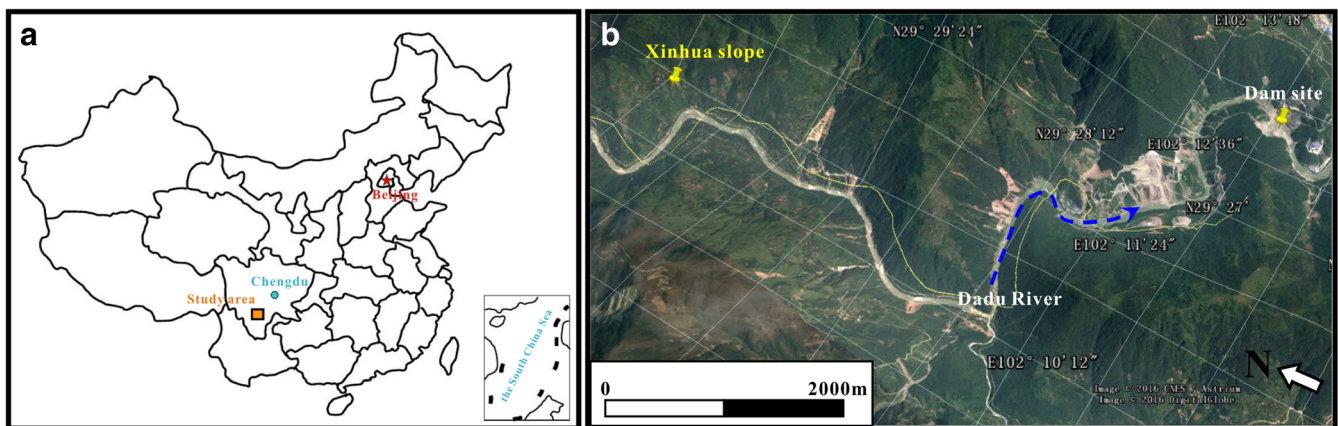 a
Beijing
Chengdu
Study area
the South China Sea
b
E102° 13'48"
N29° 29'24"
Xinhua slope
Dam site
N29° 28'12"
E102° 12'36"
N29° 27'
E102° 11'24"
Dadu River
E102° 10'12"
N
0 2000m
Image © 2016 CNES / Astrium
Image © 2016 DigitalGlobe